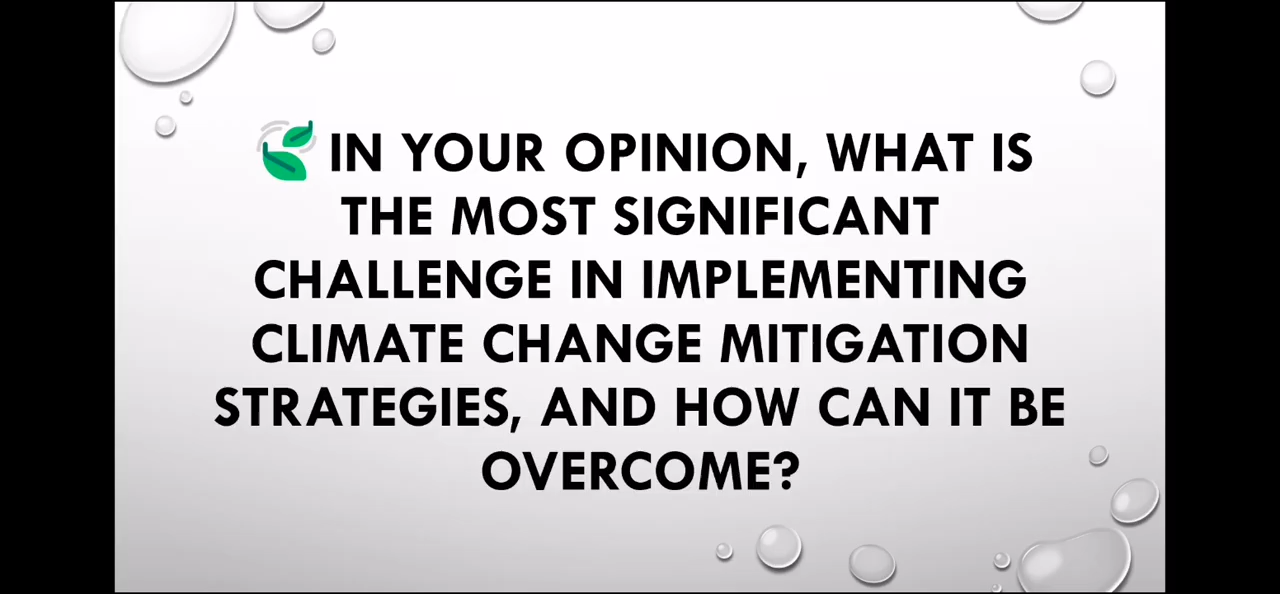 IN YOUR OPINION, WHAT IS
THE MOST SIGNIFICANT
CHALLENGE IN IMPLEMENTING
CLIMATE CHANGE MITIGATION
STRATEGIES, AND HOW CAN IT BE
OVERCOME?